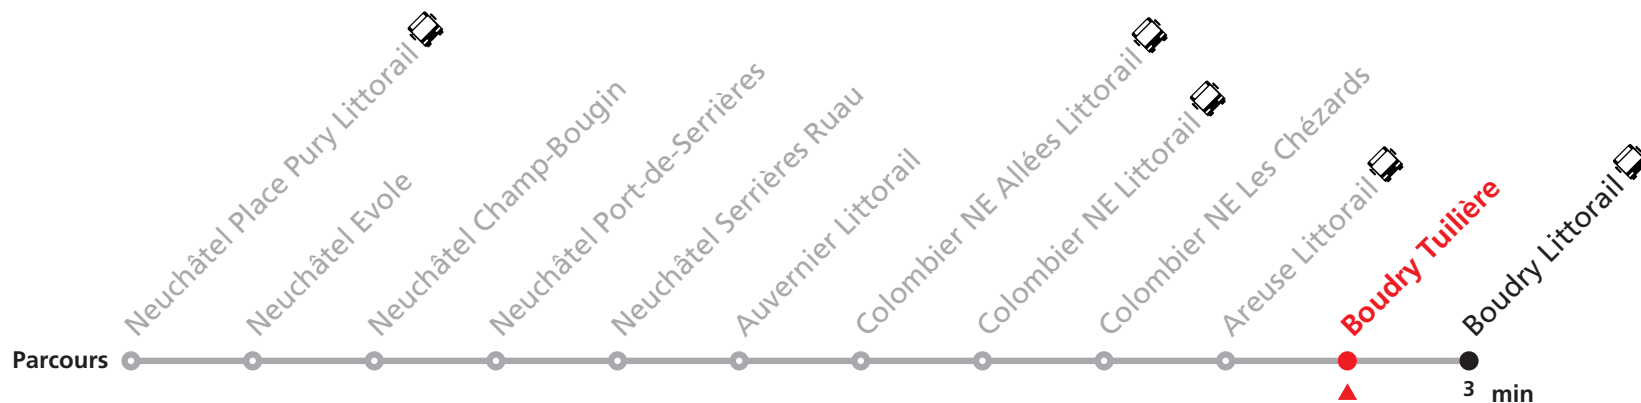 Neuchâtel Place Pury Littorail
Neuchâtel Evole
Neuchâtel Champ-Bougin
Neuchâtel Port-de-Serrières
Neuchâtel Serrières Ruau
Auvernier Littorail
Colombier NE Allées Littorail
Colombier NE Littorail
Colombier NE Les Chézards
Areuse Littorail
Boudry Tuilière
Boudry Littorail
Parcours
3 min